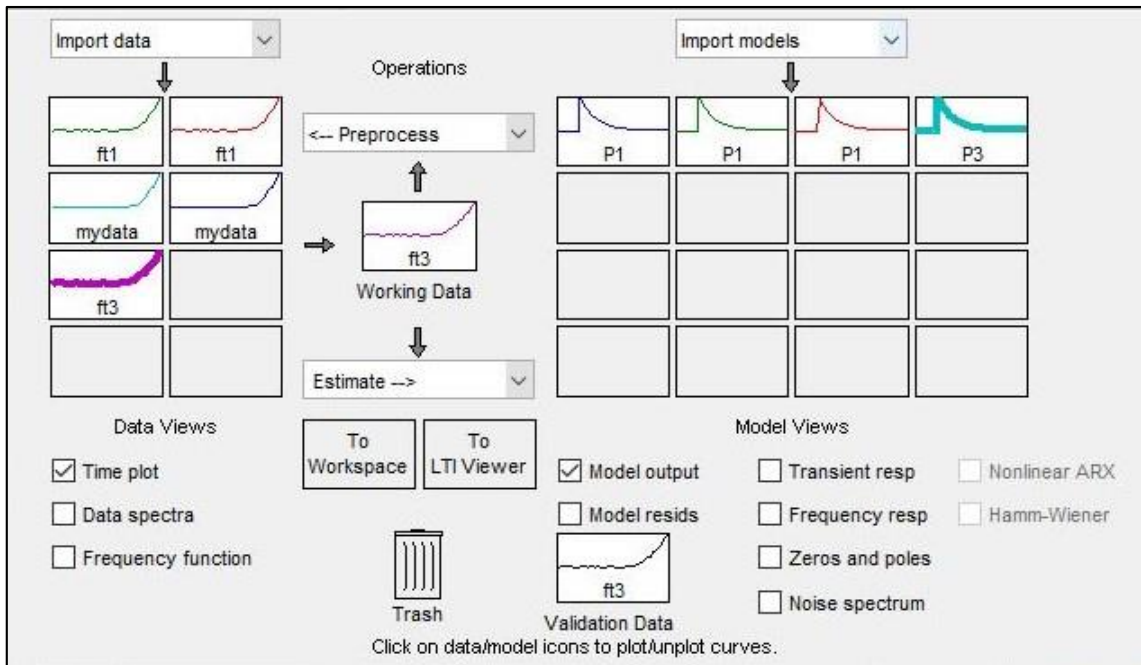 Import data
Import models
Operations
ft1
ft1
<-- Preprocess
P1
P1
P1
P3
mydata
mydata
ft3
ft3
Working Data
Estimate -->
Data Views
To
Workspace
To
LTI Viewer
Model Views
Time plot
Model output
Transient resp
Nonlinear ARX
Data spectra
Model resids
Frequency resp
Hamm-Wiener
Frequency function
Zeros and poles
ft3
Noise spectrum
Trash
Validation Data
Click on data/model icons to plot/unplot curves.